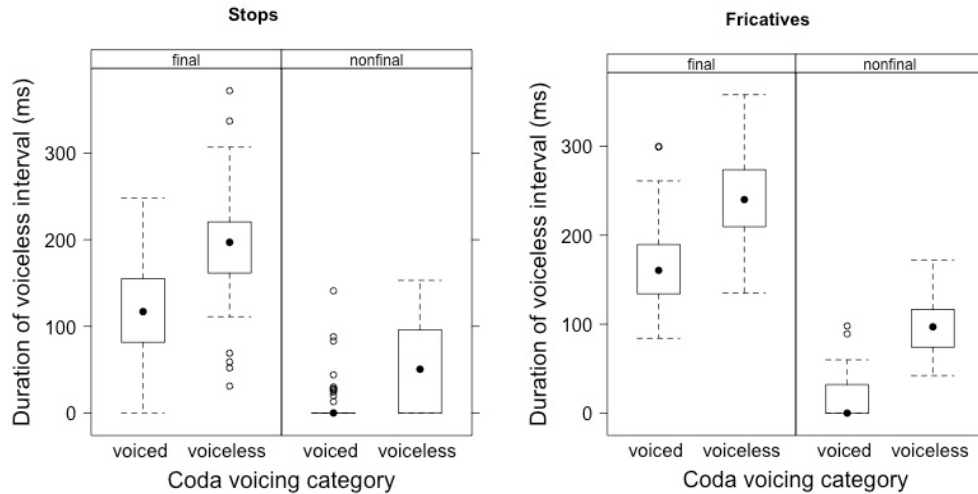 Stops
final nonfinal
Duration of voiceless interval (ms)
300
200
100
0
voiced voiceless voiced voiceless
Coda voicing category
Fricatives
final nonfinal
Duration of voiceless interval (ms)
300
200
100
0
voiced voiceless voiced voiceless
Coda voicing category